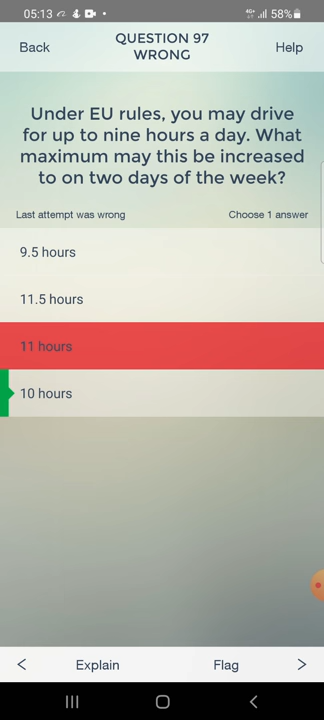 05:13
4G+ 58%
Back
QUESTION 97
WRONG
Help
Under EU rules, you may drive
for up to nine hours a day. What
maximum may this be increased
to on two days of the week?
Last attempt was wrong
Choose 1 answer
9.5 hours
11.5 hours
11 hours
10 hours
Explain
Flag